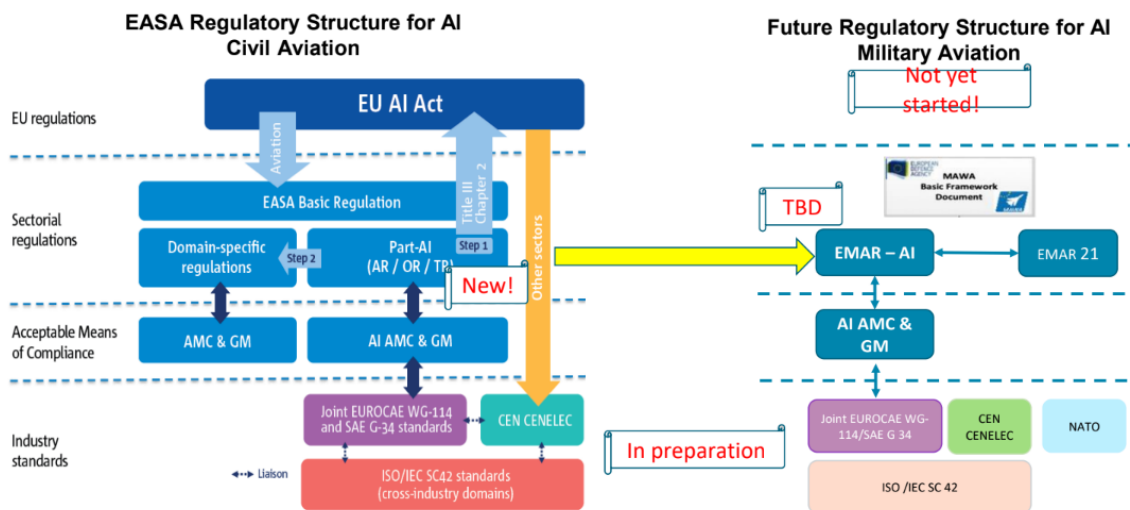 EASA Regulatory Structure for AI
Civil Aviation
Future Regulatory Structure for AI
Military Aviation
Not yet
started!
EU regulations
EU AI Act
Aviation
Title III
Chapter 2
Step 1
Other sectors
Sectorial
regulations
EASA Basic Regulation
Domain-specific
regulations
Step 2
Part-AI
(AR / OR / TR)
New!
TBD
EUROPEAN
DEFENCE
AGENCY
MAWA
Basic Framework
Document
EMAR – AI
EMAR 21
Acceptable Means
of Compliance
AMC & GM
AI AMC & GM
AI AMC &
GM
Industry
standards
Joint EUROCAE WG-114
and SAE G-34 standards
CEN CENELEC
Liaison
ISO/IEC SC42 standards
(cross-industry domains)
In preparation
Joint EUROCAE WG-
114/SAE G 34
CEN
CENELEC
NATO
ISO /IEC SC 42